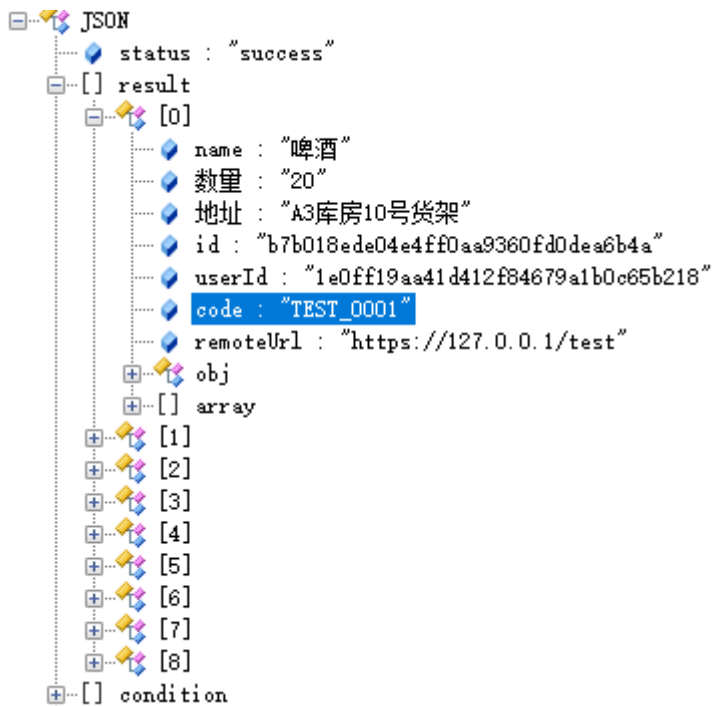 JSON
status : "success"
[] result
[0]
name : "啤酒"
数里 : "20"
地址 : "A3库房10号货架"
id : "b7b018ede04e4ff0aa9360fd0dea6b4a"
userId : "1e0ff19aa41d412f84679a1b0c65b218"
code : "TEST_0001"
remoteUrl : "https://127.0.0.1/test"
obj
[] array
[1]
[2]
[3]
[4]
[5]
[6]
[7]
[8]
[] condition